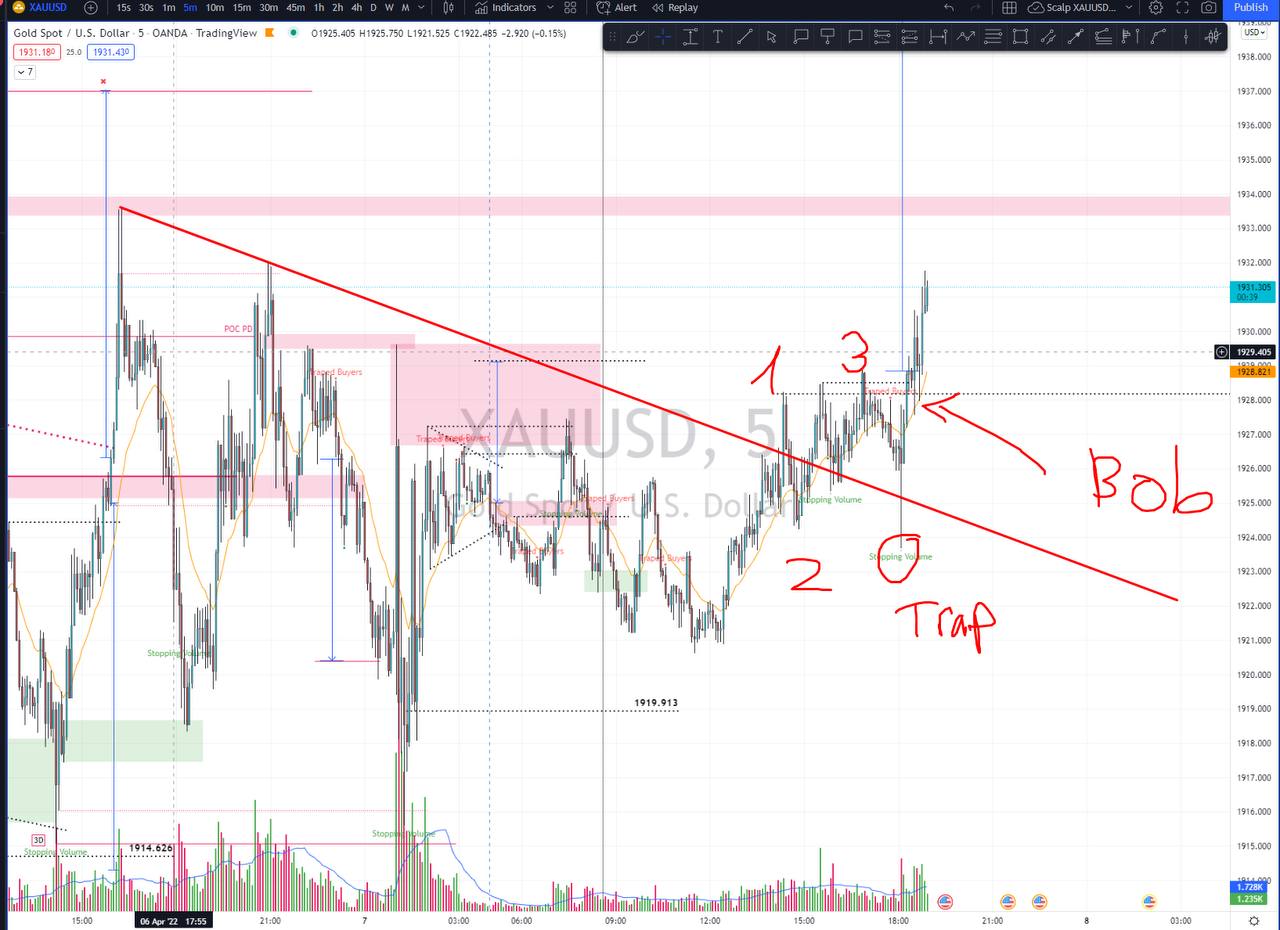 XAUUSD 15s 30s 1m 5m 10m 15m 30m 45m 1h 2h 4h D W M Indicators Alert Replay Scalp XAUUSD... Publish
Gold Spot / U.S. Dollar · 5 · OANDA · TradingView O1925.405 H1925.750 L1921.525 C1922.485 −2.920 (−0.15%)
USD
1931.180 25.0 1931.430
7
1938.000
1937.000
1936.000
1935.000
1934.000
1933.000
1932.000
1931.305
00:39
1930.000
1929.405
1928.821
1928.000
1927.000
1926.000
1925.000
1924.000
1923.000
1922.000
1921.000
1920.000
1919.000
1918.000
1917.000
1916.000
1915.000
1.728K
1.235K
POC PD
Traped Buyers
XAUUSD, 5
Gold Spot / U.S. Dollar
1
3
2
Bob
Trap
Stopping Volume
Stopping Volume
Traped Buyers
Traped Buyers
Stopping Volume
1919.913
Stopping Volume
3D
Stopping Volume
1914.626
15:00
06 Apr '22 17:55
21:00
7
03:00
06:00
09:00
12:00
15:00
18:00
21:00
8
03:00